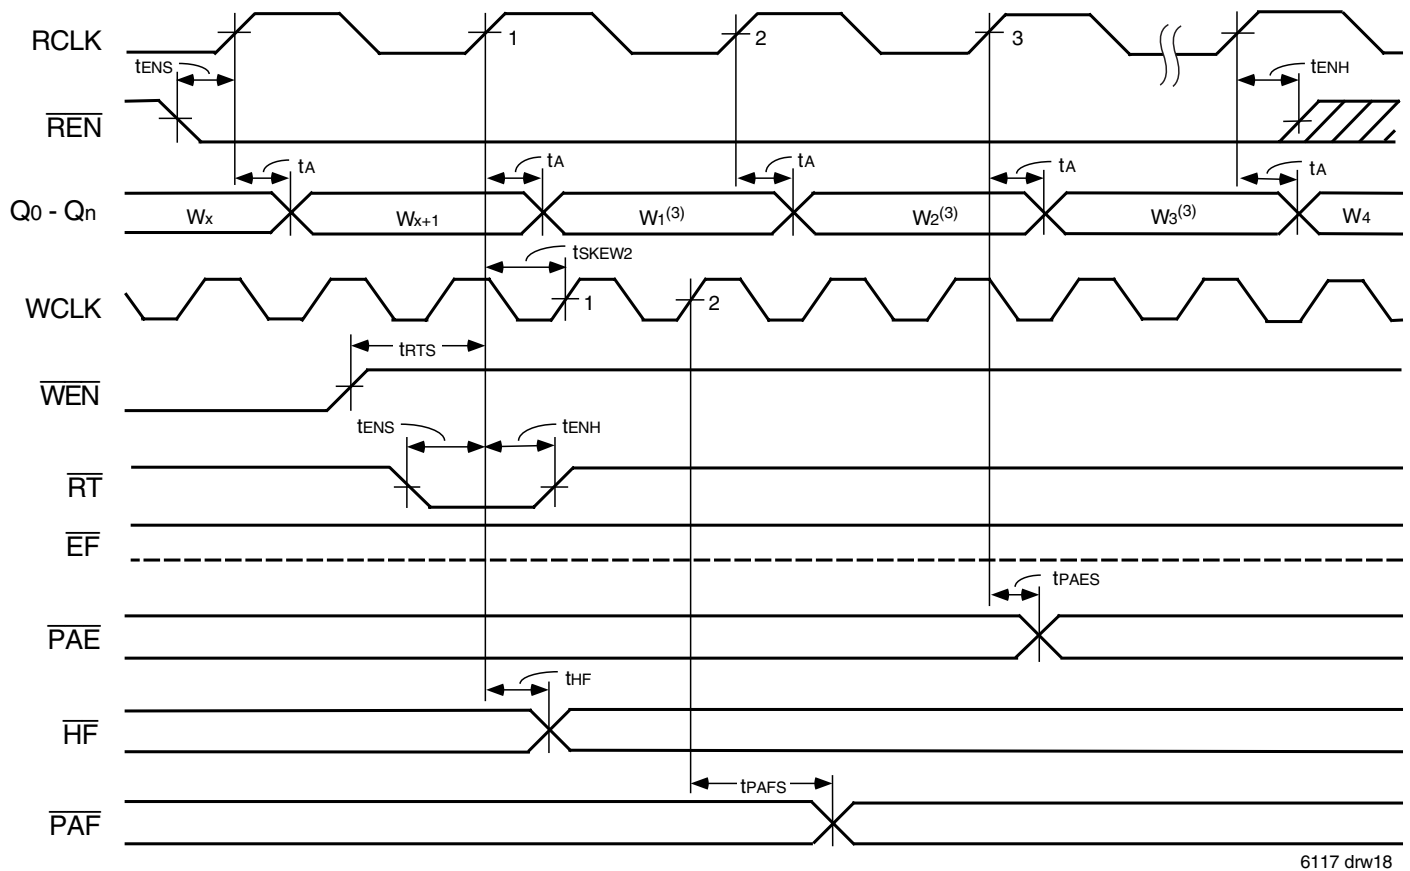 RCLK 1 2 3
tENS tENH
REN
tA tA tA tA tA
Q0 - Qn Wx Wx+1 W1(3) W2(3) W3(3) W4
tSKEW2
WCLK 1 2
tRTS
WEN
tENS tENH
RT
EF
tPAES
PAE
tHF
HF
tPAFS
PAF
6117 drw18